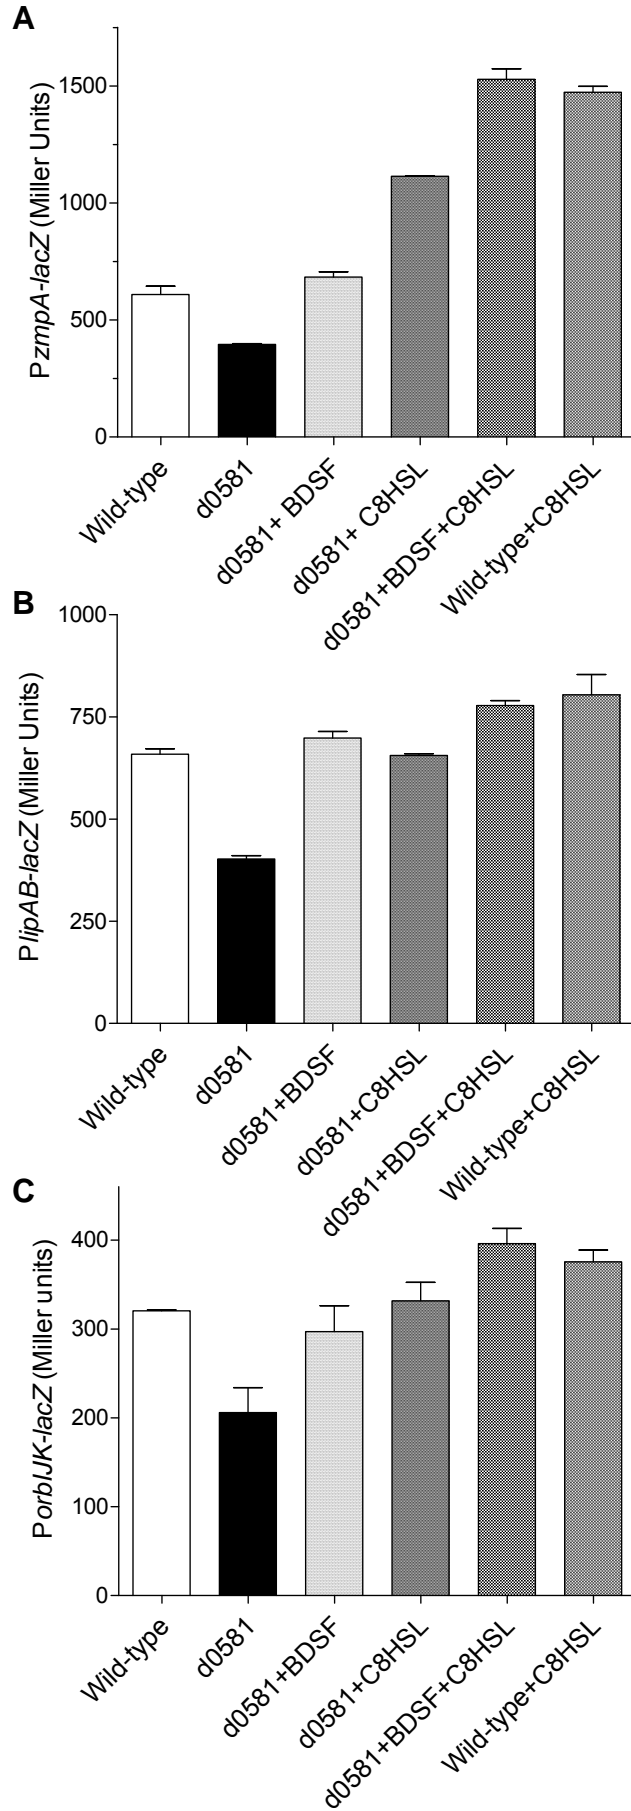 A
PzmpA-lacZ (Miller Units)
1500
1000
500
0
Wild-type
d0581
d0581+ BDSF
d0581+ C8HSL
d0581+BDSF+C8HSL
Wild-type+C8HSL
B
PlipAB-lacZ (Miller Units)
1000
750
500
250
0
Wild-type
d0581
d0581+BDSF
d0581+C8HSL
d0581+BDSF+C8HSL
Wild-type+C8HSL
C
PorbIJK-lacZ (Miller units)
400
300
200
100
0
Wild-type
d0581
d0581+BDSF
d0581+C8HSL
d0581+BDSF+C8HSL
Wild-type+C8HSL